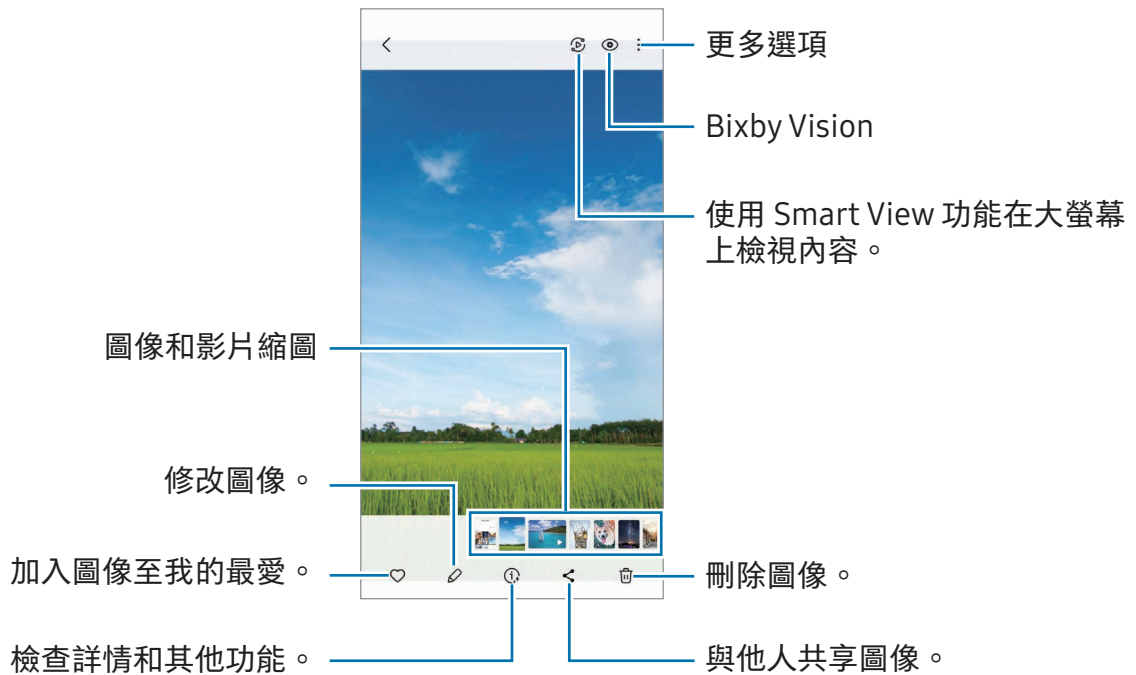 更多選項
Bixby Vision
使用 Smart View 功能在大螢幕
上檢視內容。
圖像和影片縮圖
修改圖像。
加入圖像至我的最愛。
刪除圖像。
檢查詳情和其他功能。
與他人共享圖像。